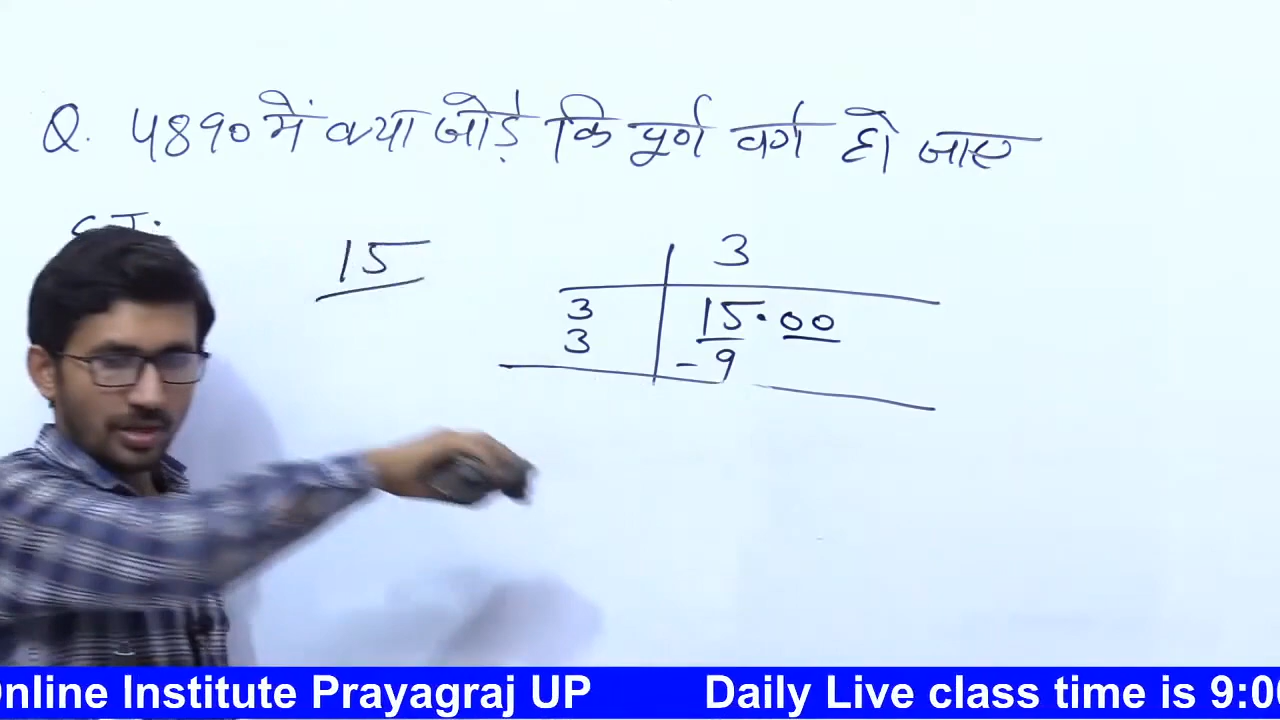 Q. 4890 में क्या जोड़े कि पूर्ण वर्ग हो जाए
15
3
3 15.00
3 -9
Online Institute Prayagraj UP Daily Live class time is 9:00